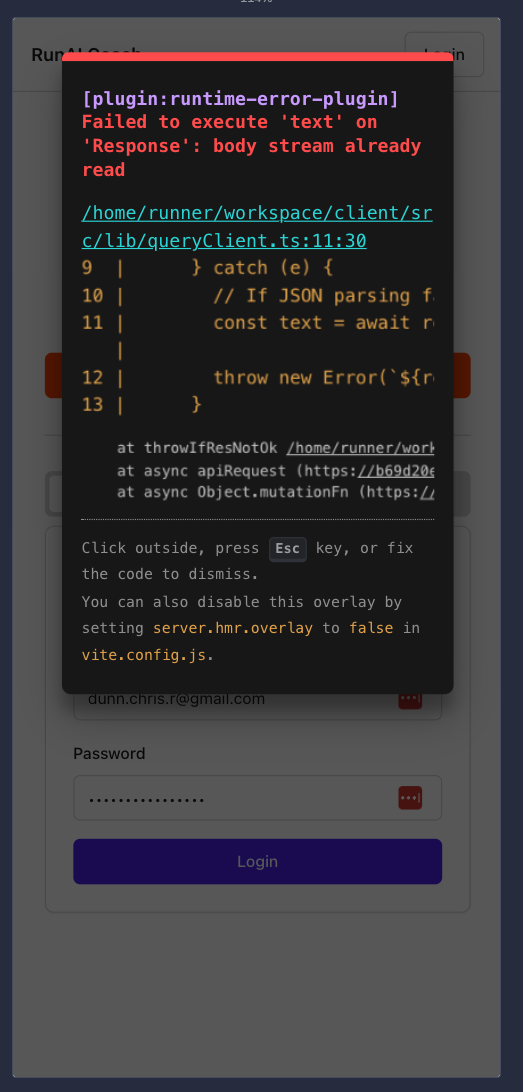 114%
RunAI Coach
Login
[plugin:runtime-error-plugin]
Failed to execute 'text' on
'Response': body stream already
read
/home/runner/workspace/client/sr
c/lib/queryClient.ts:11:30
9 | } catch (e) {
10 | // If JSON parsing f
11 | const text = await r
|
12 | throw new Error(`${r
13 | }
at throwIfResNotOk /home/runner/work
at async apiRequest (https://b69d20e
at async Object.mutationFn (https://
Click outside, press Esc key, or fix
the code to dismiss.
You can also disable this overlay by
setting server.hmr.overlay to false in
vite.config.js.
dunn.chris.r@gmail.com
Password
••••••••••••••••
Login